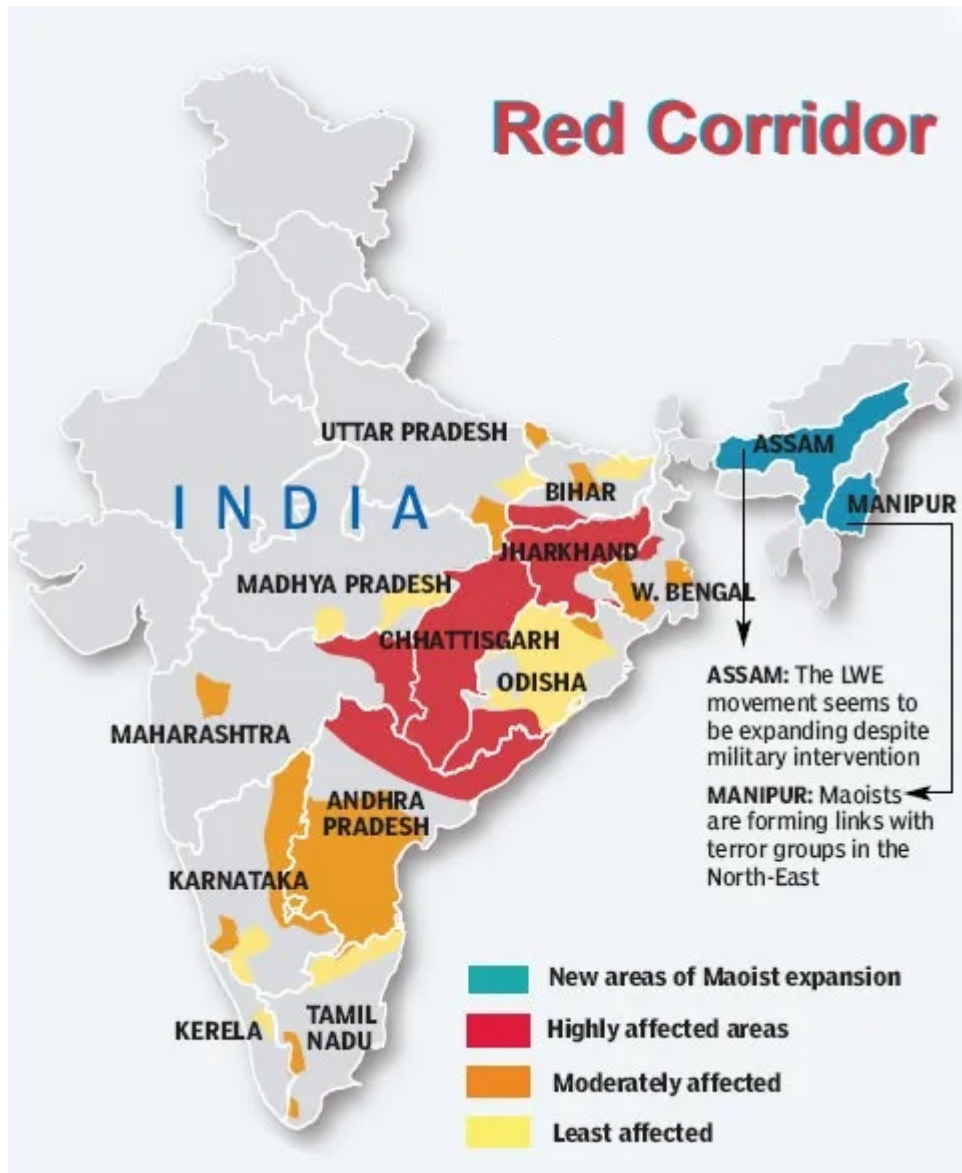 Red Corridor
UTTAR PRADESH
ASSAM
BIHAR
INDIA
MANIPUR
JHARKHAND
MADHYA PRADESH
W. BENGAL
CHHATTISGARH
ODISHA
MAHARASHTRA
ANDHRA
PRADESH
KARNATAKA
KERELA
TAMIL
NADU
ASSAM: The LWE
movement seems to
be expanding despite
military intervention
MANIPUR: Maoists
are forming links with
terror groups in the
North-East
New areas of Maoist expansion
Highly affected areas
Moderately affected
Least affected